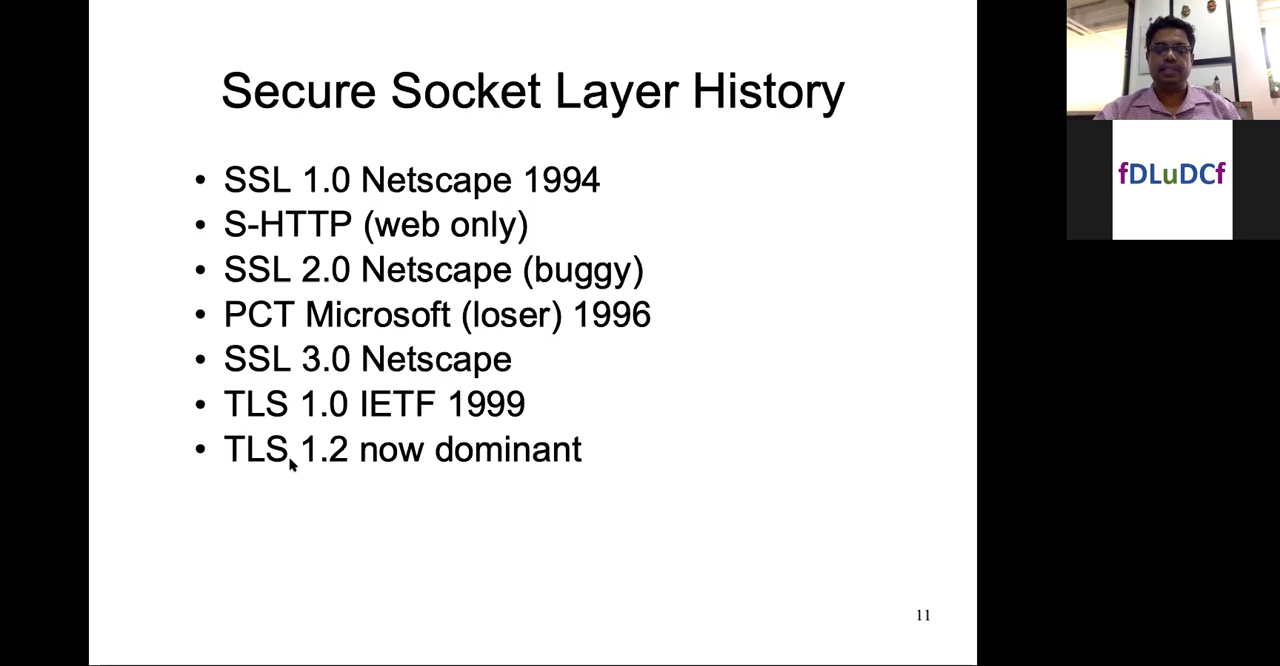 Secure Socket Layer History
• SSL 1.0 Netscape 1994
• S-HTTP (web only)
• SSL 2.0 Netscape (buggy)
• PCT Microsoft (loser) 1996
• SSL 3.0 Netscape
• TLS 1.0 IETF 1999
• TLS 1.2 now dominant
11
fDLuDCf